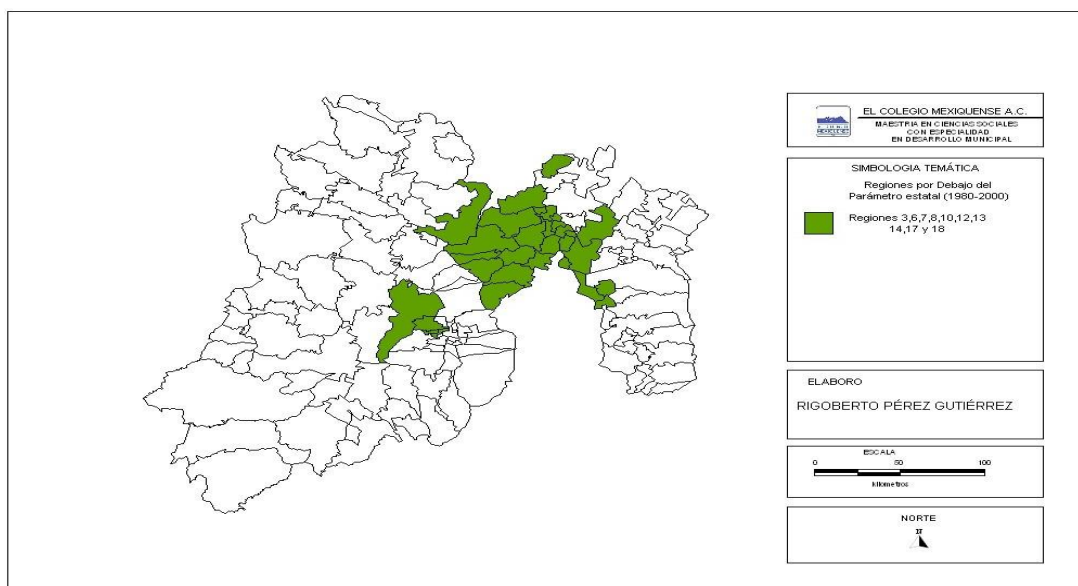 EL COLEGIO MEXIQUENSE A.C.
MAESTRIA EN CIENCIAS SOCIALES
CON ESPECIALIDAD
EN DESARROLLO MUNICIPAL
SIMBOLOGIA TEMÁTICA
Regiones por Debajo del
Parámetro estatal (1980-2000)
Regiones 3,6,7,8,10,12,13
14,17 y 18
ELABORO
RIGOBERTO PÉREZ GUTIÉRREZ
ESCALA
0 50 100
kilometros
NORTE
N